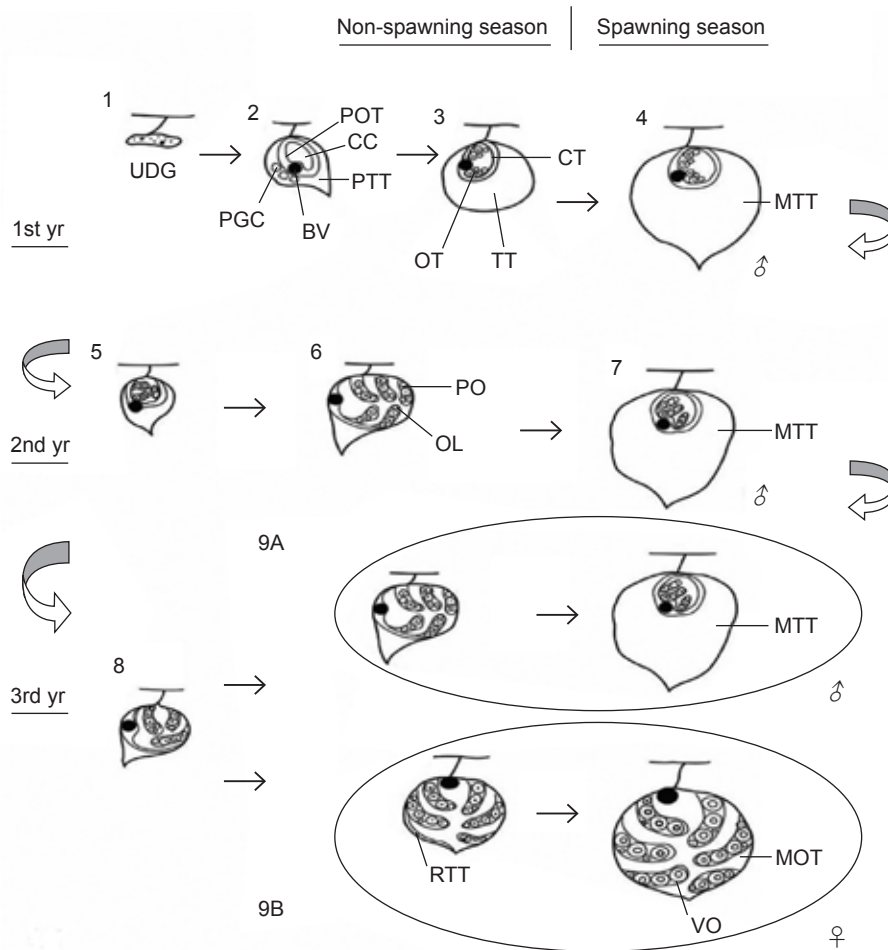 Non-spawning season Spawning season
1 2 3 4
POT
CC
CT
UDG
PTT
MTT
PGC
BV
OT TT
1st yr
♂
5 6 7
PO
OL
MTT
2nd yr
♂
9A
MTT
8
3rd yr
♂
RTT
MOT
VO
9B
♀